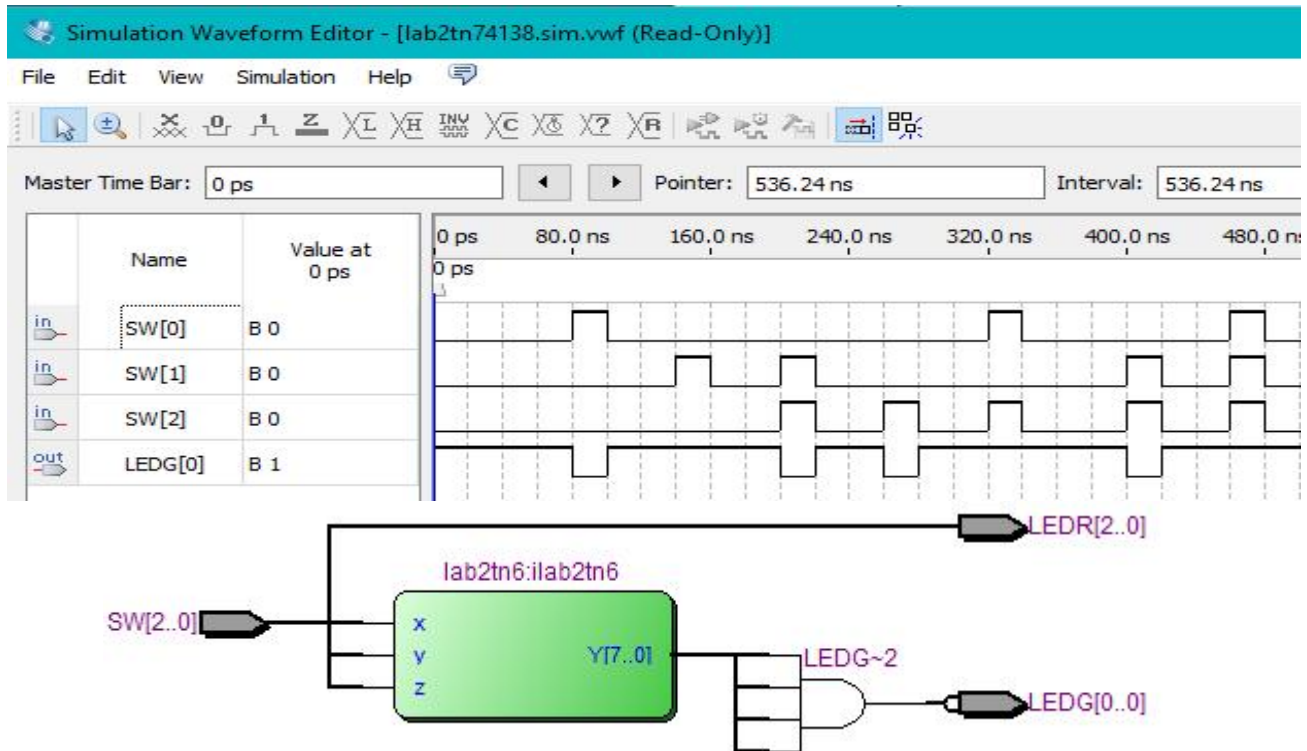 Simulation Waveform Editor - [lab2tn74138.sim.vwf (Read-Only)]
File Edit View Simulation Help
Master Time Bar: 0 ps Pointer: 536.24 ns Interval: 536.24 ns
Name Value at 0 ps
0 ps 80.0 ns 160.0 ns 240.0 ns 320.0 ns 400.0 ns 480.0 ns
0 ps
in SW[0] B 0
in SW[1] B 0
in SW[2] B 0
out LEDG[0] B 1
LEDR[2..0]
lab2tn6:ilab2tn6
SW[2..0]
x
y Y[7..0]
z
LEDG~2
LEDG[0..0]